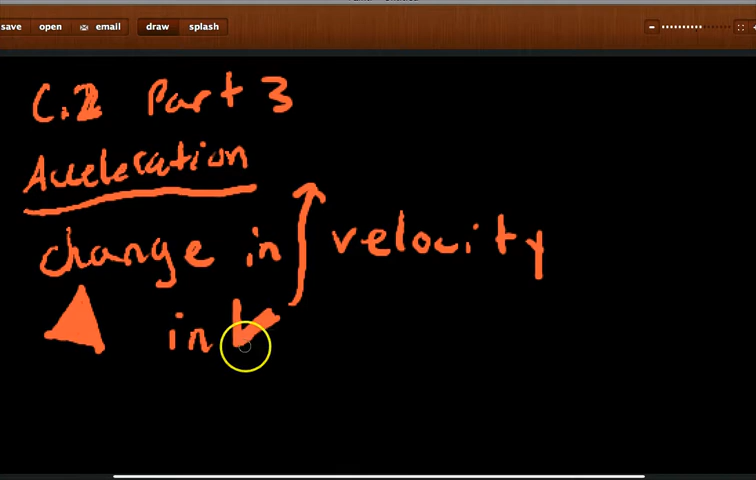 save open email draw splash
C.2 Part 3
Acceleration
change in velocity
in